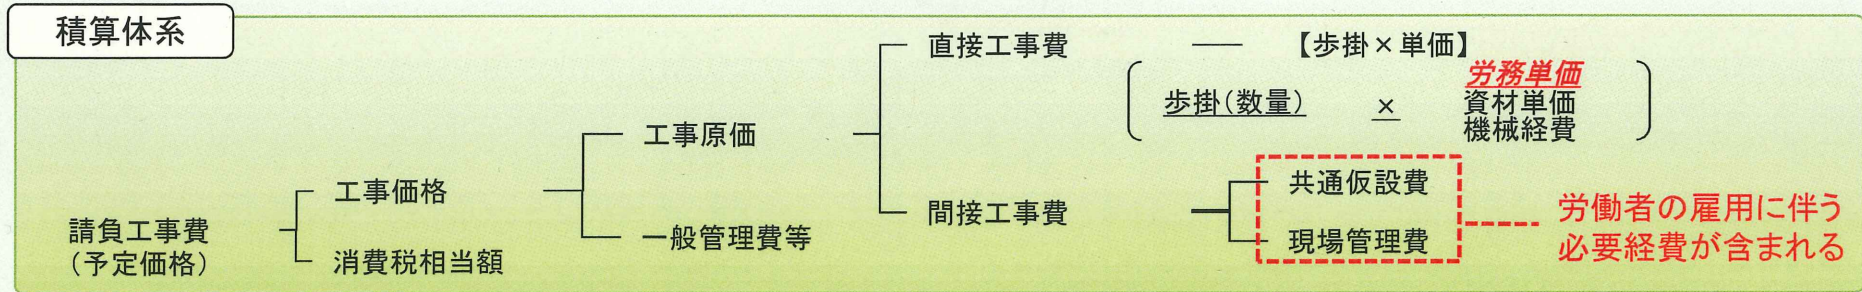 積算体系
直接工事費
【歩掛×単価】
歩掛(数量)
×
労務単価
資材単価
機械経費
工事原価
工事価格
共通仮設費
間接工事費
現場管理費
労働者の雇用に伴う
必要経費が含まれる
一般管理費等
請負工事費
(予定価格)
消費税相当額